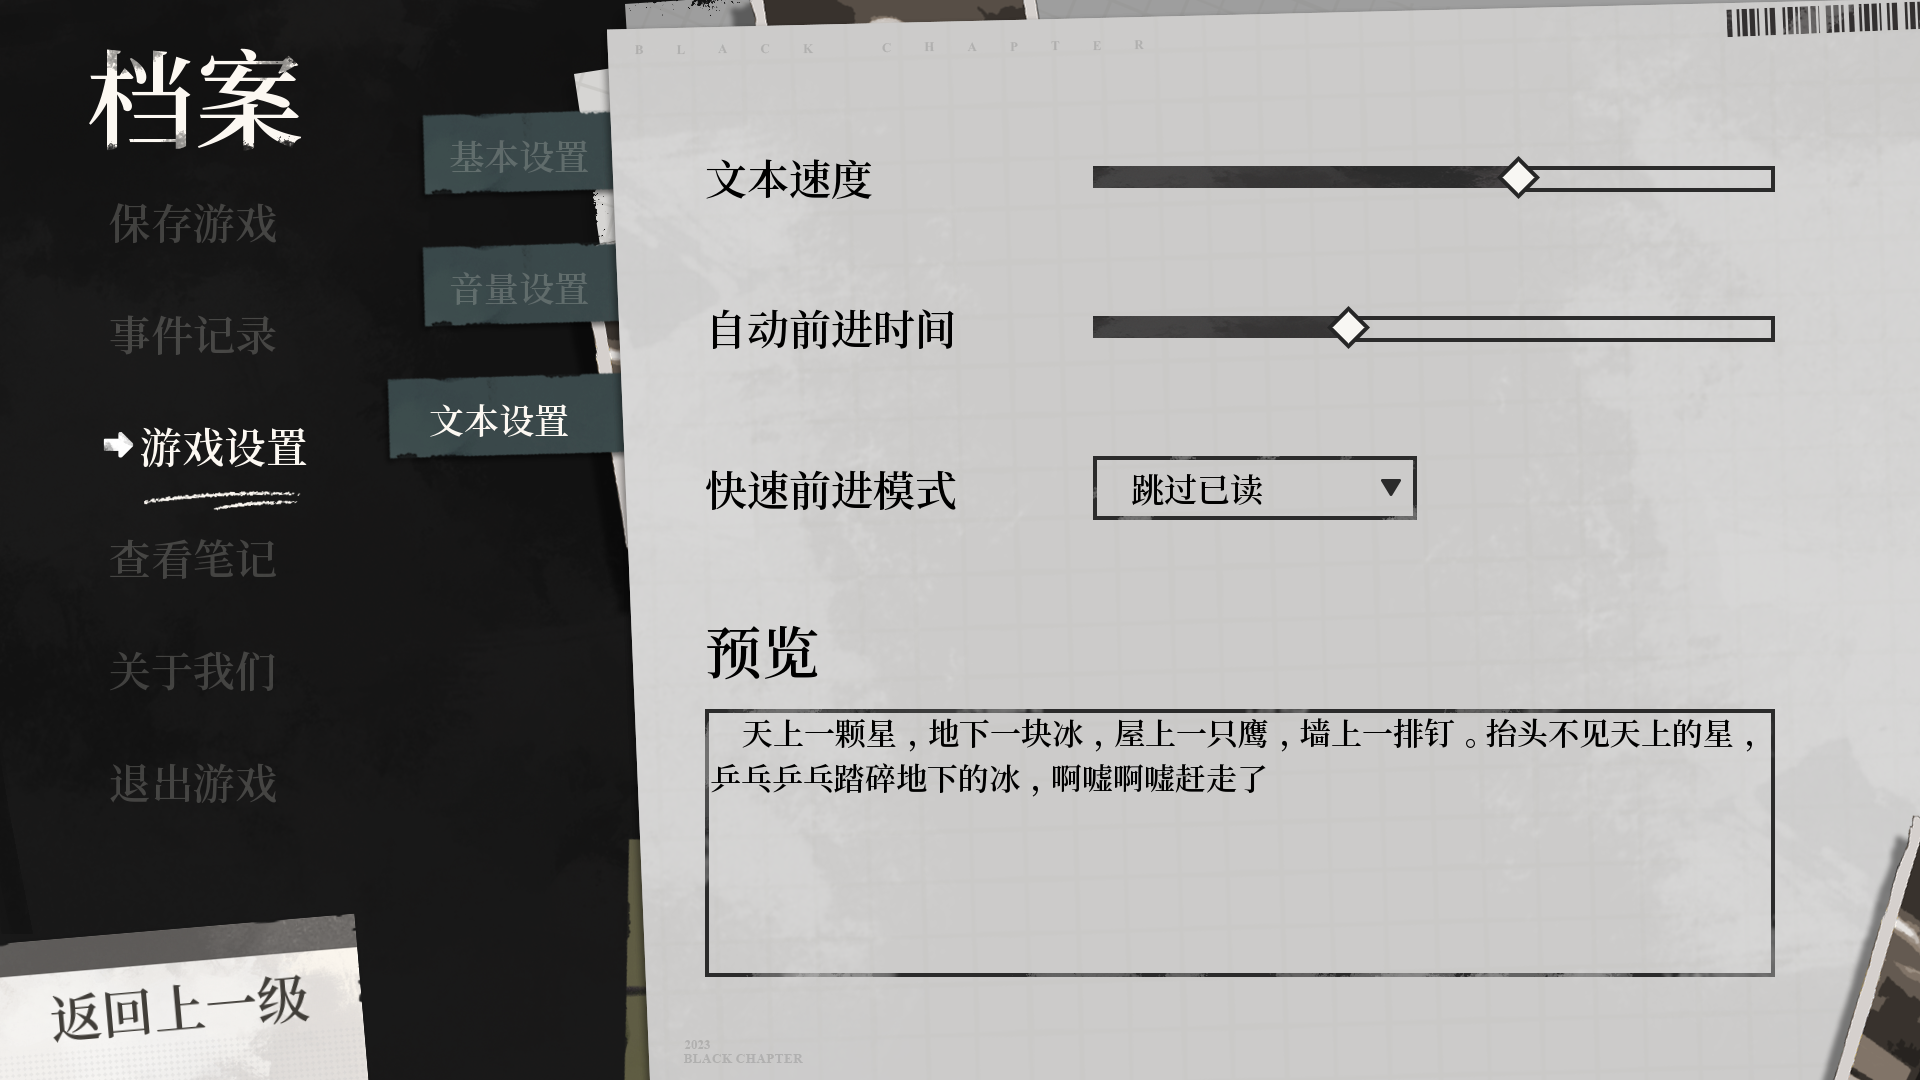 BLACK CHAPTER
档案
保存游戏
事件记录
游戏设置
查看笔记
关于我们
退出游戏
返回上一级
基本设置
音量设置
文本设置
文本速度
自动前进时间
快速前进模式
跳过已读
预览
天上一颗星，地下一块冰，屋上一只鹰，墙上一排钉。抬头不见天上的星，
乒乓乒乓踏碎地下的冰，啊嘘啊嘘赶走了
2023
BLACK CHAPTER